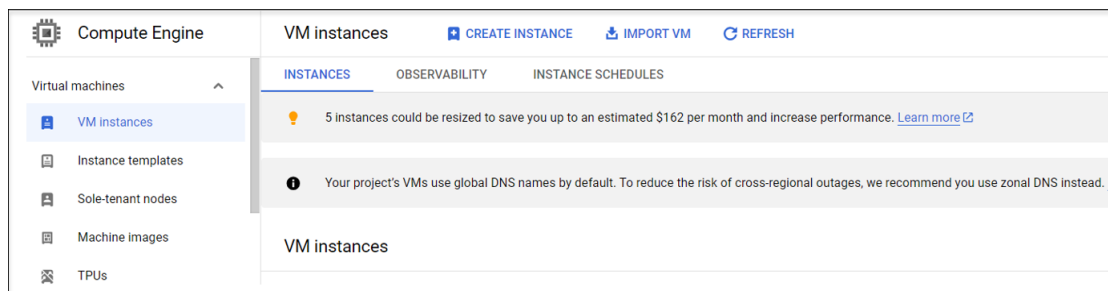 Compute Engine
VM instances
CREATE INSTANCE
IMPORT VM
REFRESH
Virtual machines
VM instances
Instance templates
Sole-tenant nodes
Machine images
TPUs
INSTANCES
OBSERVABILITY
INSTANCE SCHEDULES
5 instances could be resized to save you up to an estimated $162 per month and increase performance. Learn more
Your project's VMs use global DNS names by default. To reduce the risk of cross-regional outages, we recommend you use zonal DNS instead.
VM instances